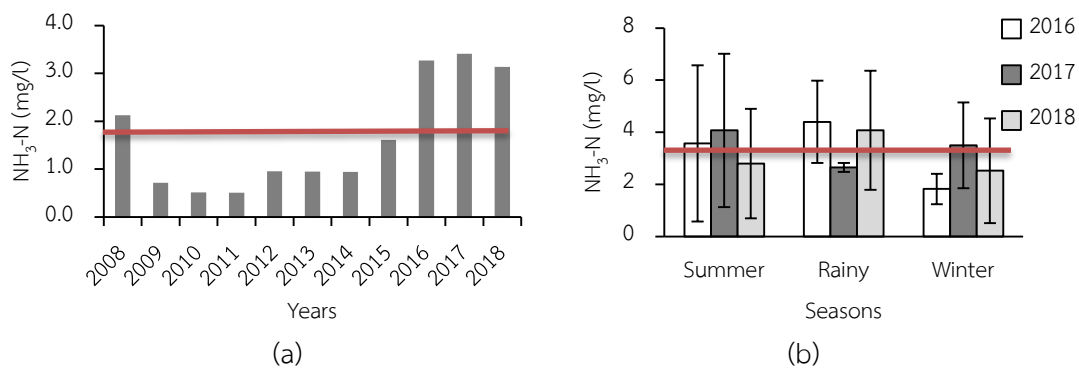 NH₃-N (mg/l)
4.0
3.0
2.0
1.0
0.0
2008
2009
2010
2011
2012
2013
2014
2015
2016
2017
2018
Years
(a)
NH₃-N (mg/l)
8
6
4
2
0
Summer
Rainy
Winter
Seasons
2016
2017
2018
(b)